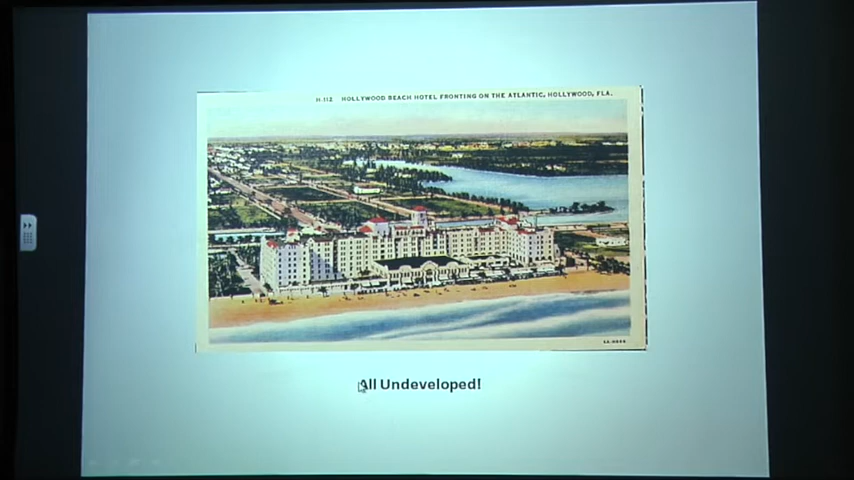 H-112 HOLLYWOOD BEACH HOTEL FRONTING ON THE ATLANTIC, HOLLYWOOD, FLA.
All Undeveloped!